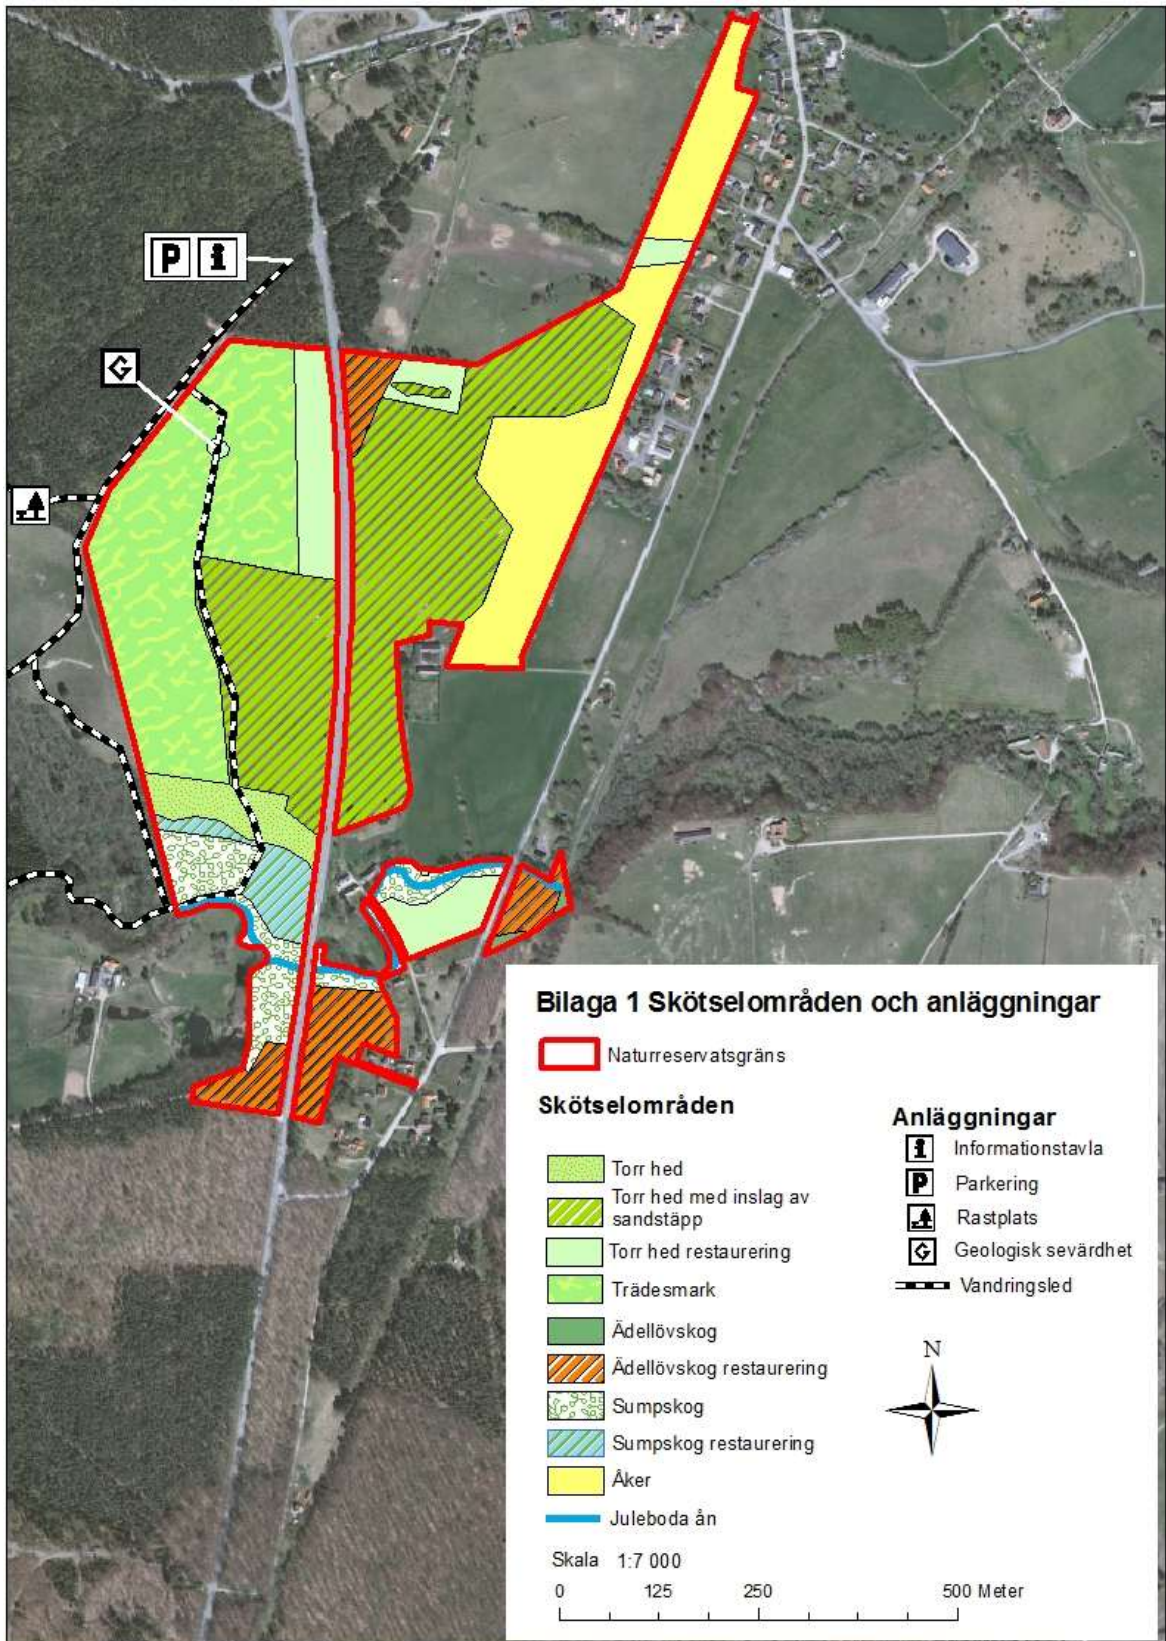 P i
G
Bilaga 1 Skötselområden och anläggningar
Naturreservatsgräns
Skötselområden
Torr hed
Torr hed med inslag av
sandstäpp
Torr hed restaurering
Trädesmark
Ädellövskog
Ädellövskog restaurering
Sumpskog
Sumpskog restaurering
Åker
Juleboda ån
Anläggningar
i Informationstavla
P Parkering
Rastplats
G Geologisk sevärdhet
Vandringsled
N
Skala 1:7 000
0 125 250 500 Meter